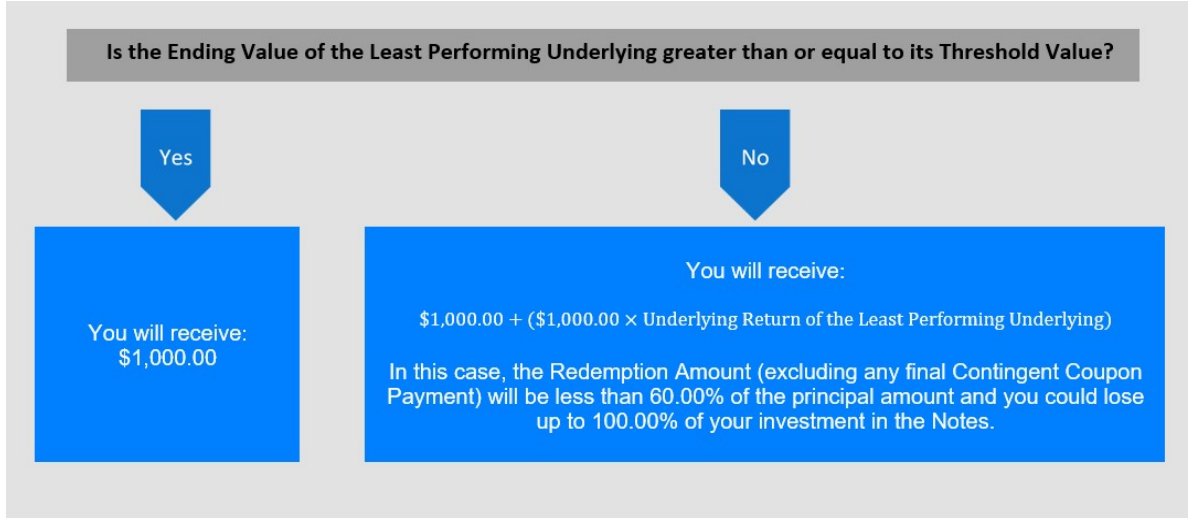 Is the Ending Value of the Least Performing Underlying greater than or equal to its Threshold Value?
Yes
No
You will receive:
$1,000.00
You will receive:
$1,000.00 + ($1,000.00 × Underlying Return of the Least Performing Underlying)
In this case, the Redemption Amount (excluding any final Contingent Coupon
Payment) will be less than 60.00% of the principal amount and you could lose
up to 100.00% of your investment in the Notes.